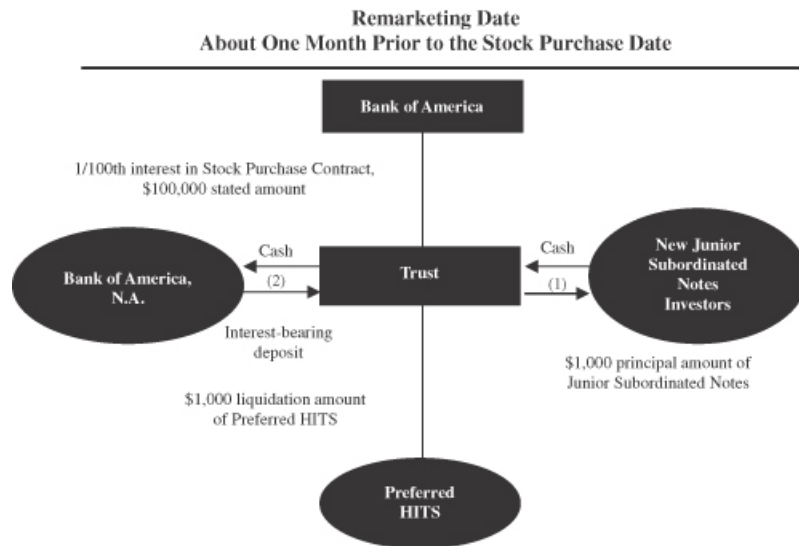 Remarketing Date
About One Month Prior to the Stock Purchase Date
Bank of America
1/100th interest in Stock Purchase Contract,
$100,000 stated amount
Cash
Cash
Bank of America,
N.A.
(2)
Trust
(1)
New Junior
Subordinated
Notes
Investors
Interest-bearing
deposit
$1,000 principal amount of
Junior Subordinated Notes
$1,000 liquidation amount
of Preferred HITS
Preferred
HITS